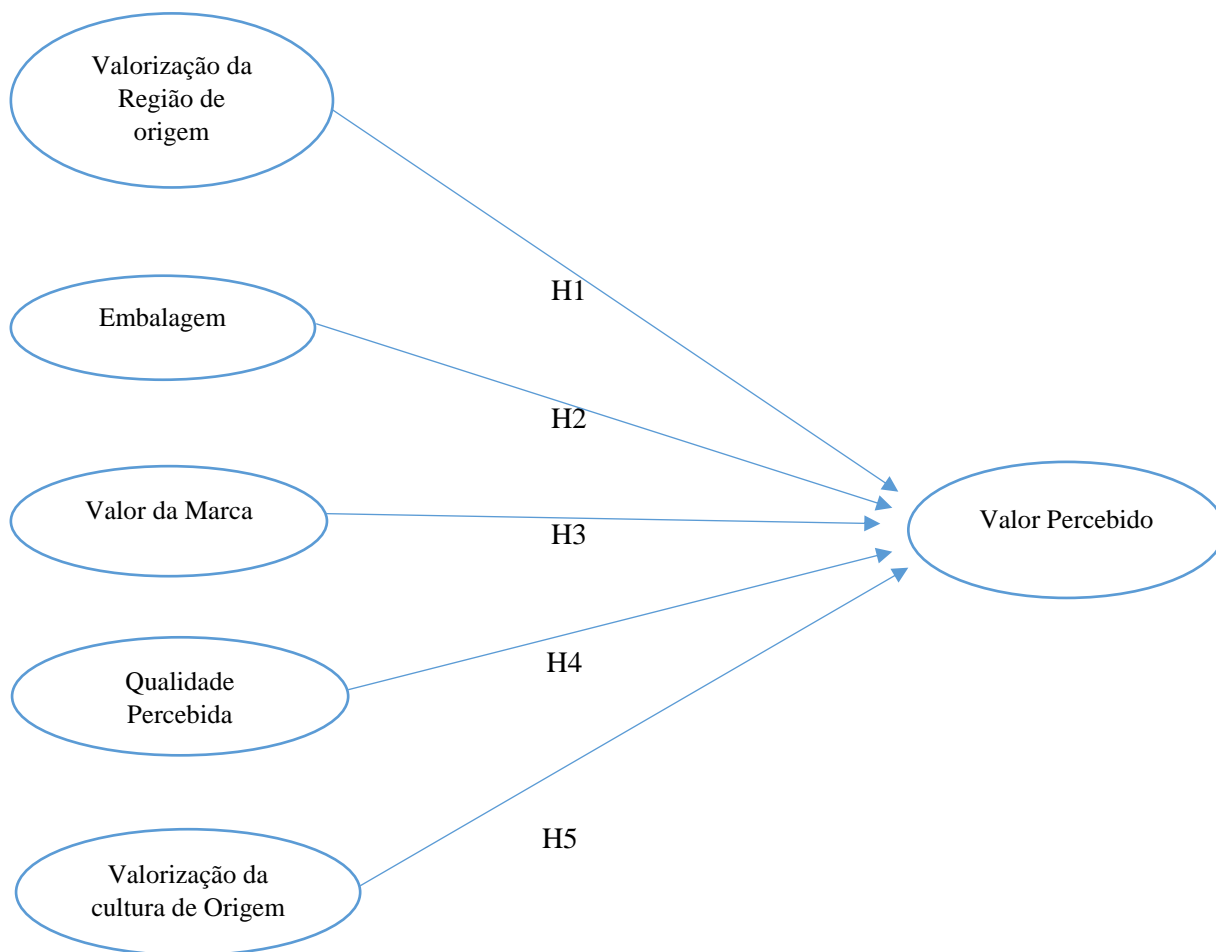 Valorização da
Região de
origem
H1
Embalagem
H2
Valor da Marca
H3
Valor Percebido
H4
Qualidade
Percebida
H5
Valorização da
cultura de Origem